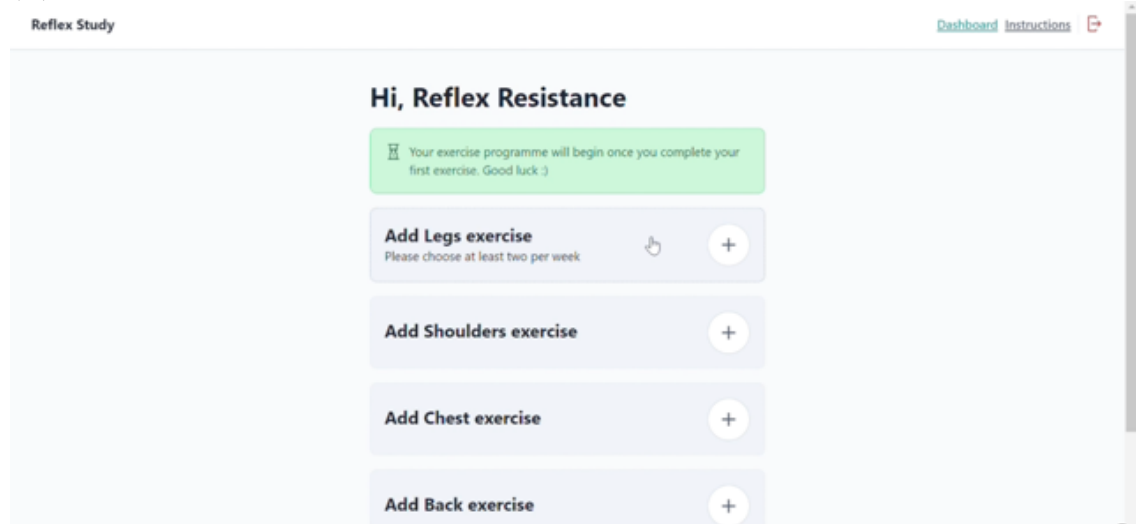 Reflex Study
Dashboard Instructions
Hi, Reflex Resistance
Your exercise programme will begin once you complete your
first exercise. Good luck :)
Add Legs exercise
Please choose at least two per week
Add Shoulders exercise
Add Chest exercise
Add Back exercise